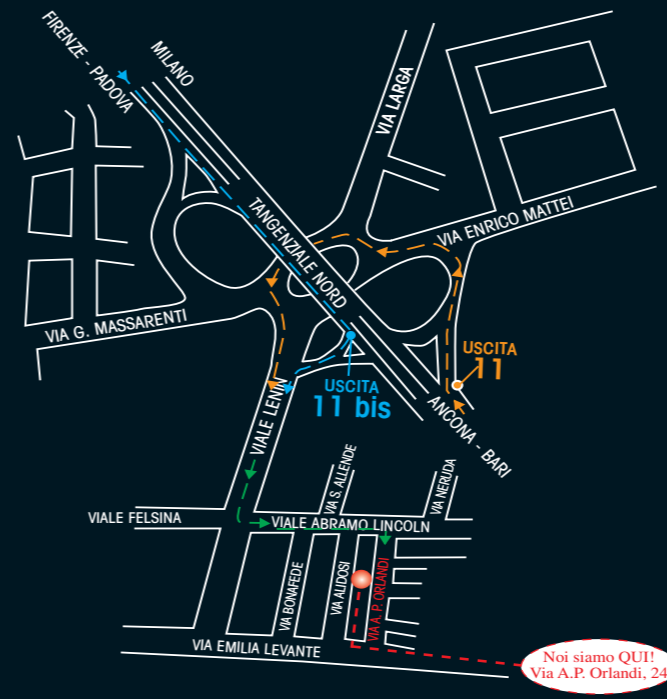 FIRENZE - PADOVA
MILANO
VIA LARGA
TANGENZIALE NORD
VIA ENRICO MATTEI
VIA G. MASSARENTI
USCITA
11
USCITA
11 bis
ANCONA - BARI
VIALE LENIN
VIA S. ALLENDE
VIA NERUDA
VIALE FELSINA
VIALE ABRAMO LINCOLN
VIA BONAFEDE
VIA ALIDOSI
VIA A. P. ORLANDI
VIA EMILIA LEVANTE
Noi siamo QUI!
Via A.P. Orlandi, 24